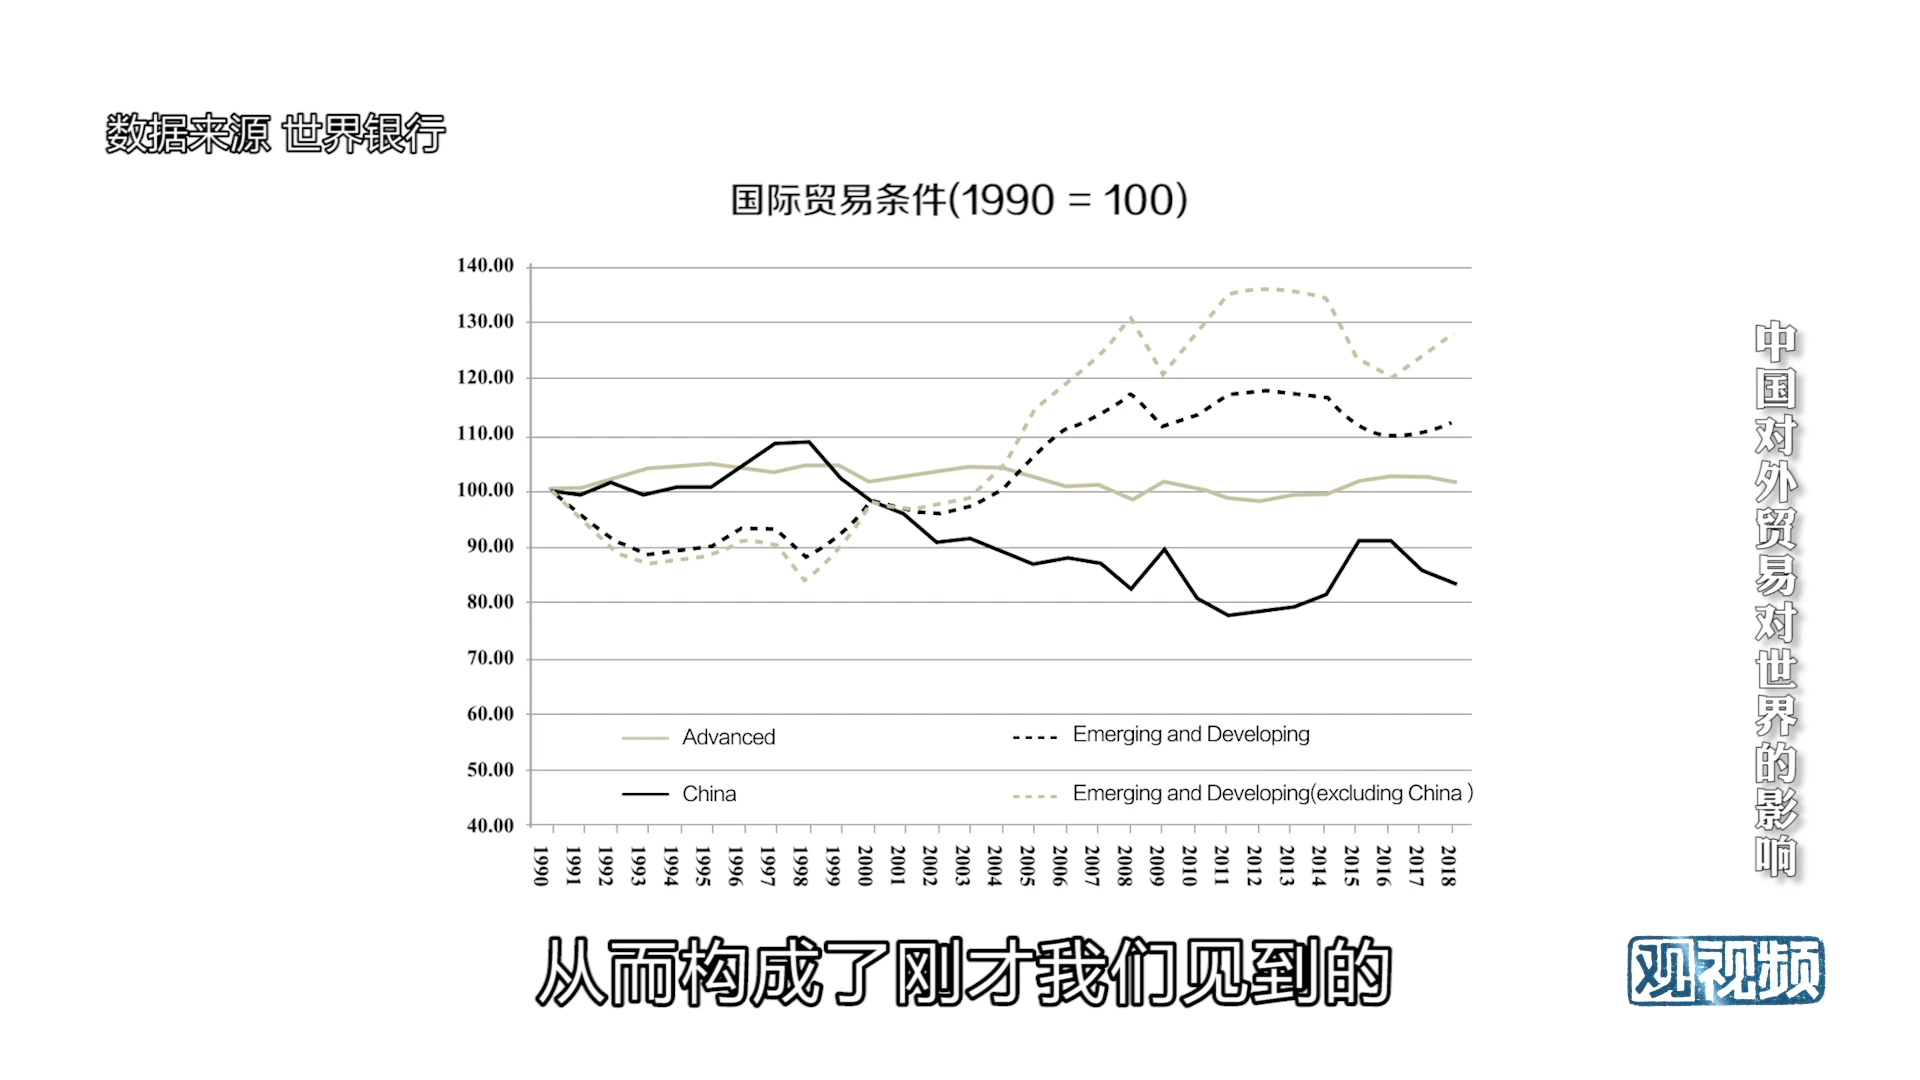 数据来源 世界银行
国际贸易条件(1990 = 100)
140.00
130.00
120.00
110.00
100.00
90.00
80.00
70.00
60.00
50.00
40.00
Advanced
Emerging and Developing
China
Emerging and Developing(excluding China )
1990 1991 1992 1993 1994 1995 1996 1997 1998 1999 2000 2001 2002 2003 2004 2005 2006 2007 2008 2009 2010 2011 2012 2013 2014 2015 2016 2017 2018
中国对外贸易对世界的影响
从而构成了刚才我们见到的
观视频